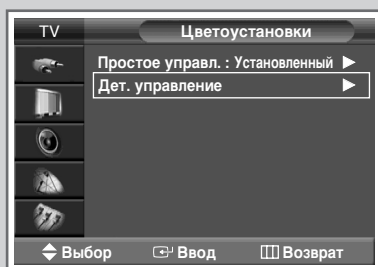 TV Цветоустановки
Простое управл. : Установленный
Дет. управление
Выбор Ввод Возврат